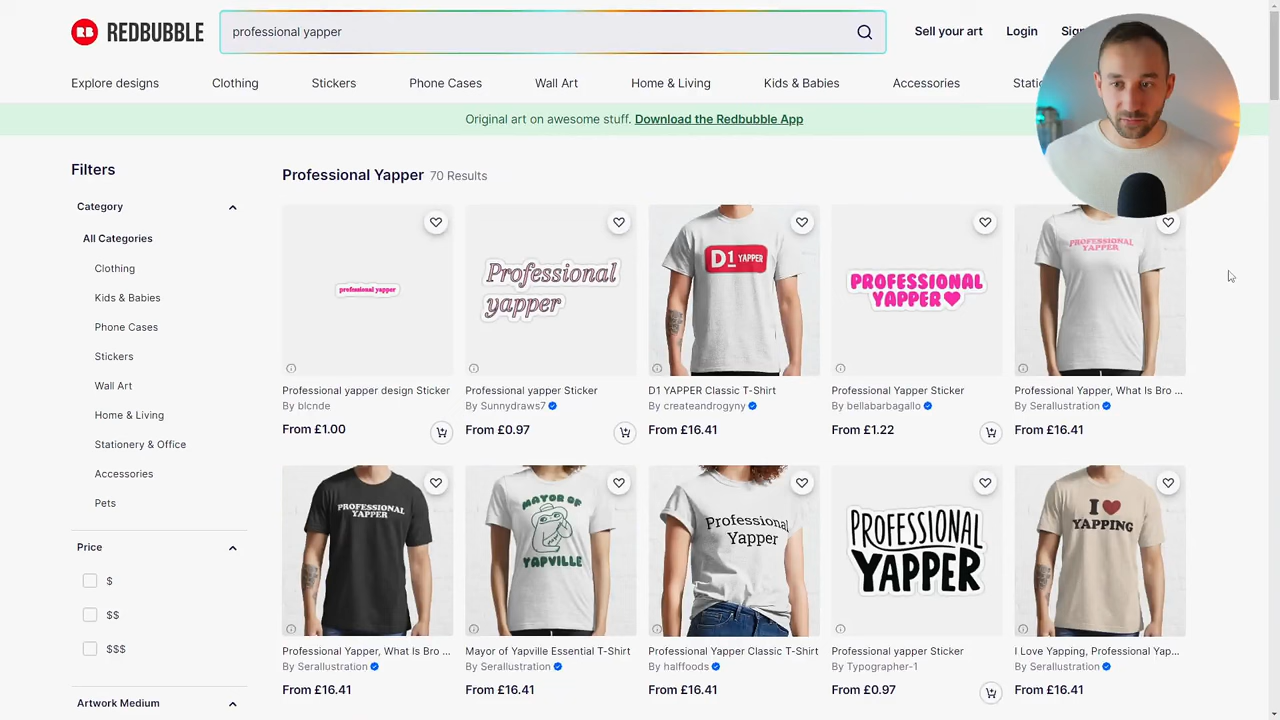 RB REDBUBBLE
professional yapper
Sell your art
Login
Explore designs
Clothing
Stickers
Phone Cases
Wall Art
Home & Living
Kids & Babies
Accessories
Original art on awesome stuff. Download the Redbubble App
Filters
Category
All Categories
Clothing
Kids & Babies
Phone Cases
Stickers
Wall Art
Home & Living
Stationery & Office
Accessories
Pets
Price
$
$$
$$$
Artwork Medium
Professional Yapper 70 Results
professional yapper
Professional yapper design Sticker
By blcnde
From £1.00
Professional
yapper
Professional yapper Sticker
By Sunnydraws7
From £0.97
D1 YAPPER
D1 YAPPER Classic T-Shirt
By createandrogyny
From £16.41
PROFESSIONAL
YAPPER
Professional Yapper Sticker
By bellabarbagallo
From £1.22
PROFESSIONAL
YAPPER
Professional Yapper, What Is Bro ...
By Serallustration
From £16.41
PROFESSIONAL
YAPPER
Professional Yapper, What Is Bro ...
By Serallustration
From £16.41
MAYOR OF
YAPVILLE
Mayor of Yapville Essential T-Shirt
By Serallustration
From £16.41
Professional
Yapper
Professional Yapper Classic T-Shirt
By halffoods
From £16.41
PROFESSIONAL
YAPPER
Professional yapper Sticker
By Typographer-1
From £0.97
I
YAPPING
I Love Yapping, Professional Yap...
By Serallustration
From £16.41